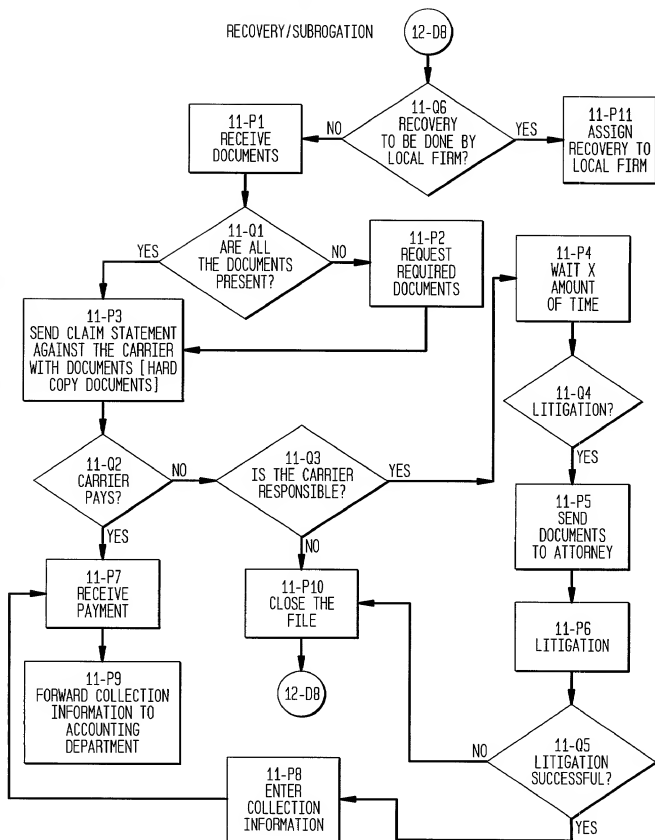 RECOVERY/SUBROGATION
12-D8
11-Q6
RECOVERY
TO BE DONE BY
LOCAL FIRM?
NO
YES
11-P11
ASSIGN
RECOVERY TO
LOCAL FIRM
11-P1
RECEIVE
DOCUMENTS
11-Q1
ARE ALL
THE DOCUMENTS
PRESENT?
YES
NO
11-P2
REQUEST
REQUIRED
DOCUMENTS
11-P3
SEND CLAIM STATEMENT
AGAINST THE CARRIER
WITH DOCUMENTS [HARD
COPY DOCUMENTS]
11-P4
WAIT X
AMOUNT
OF TIME
11-Q4
LITIGATION?
YES
11-Q2
CARRIER
PAYS?
NO
YES
11-Q3
IS THE CARRIER
RESPONSIBLE?
YES
NO
11-P5
SEND
DOCUMENTS
TO ATTORNEY
11-P7
RECEIVE
PAYMENT
11-P10
CLOSE THE
FILE
11-P6
LITIGATION
11-P9
FORWARD COLLECTION
INFORMATION TO
ACCOUNTING
DEPARTMENT
12-D8
11-Q5
LITIGATION
SUCCESSFUL?
NO
YES
11-P8
ENTER
COLLECTION
INFORMATION